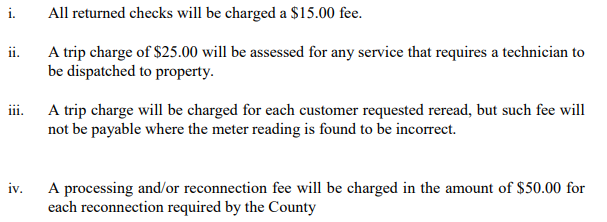 i. All returned checks will be charged a $15.00 fee.
ii. A trip charge of $25.00 will be assessed for any service that requires a technician to
be dispatched to property.
iii. A trip charge will be charged for each customer requested reread, but such fee will
not be payable where the meter reading is found to be incorrect.
iv. A processing and/or reconnection fee will be charged in the amount of $50.00 for
each reconnection required by the County